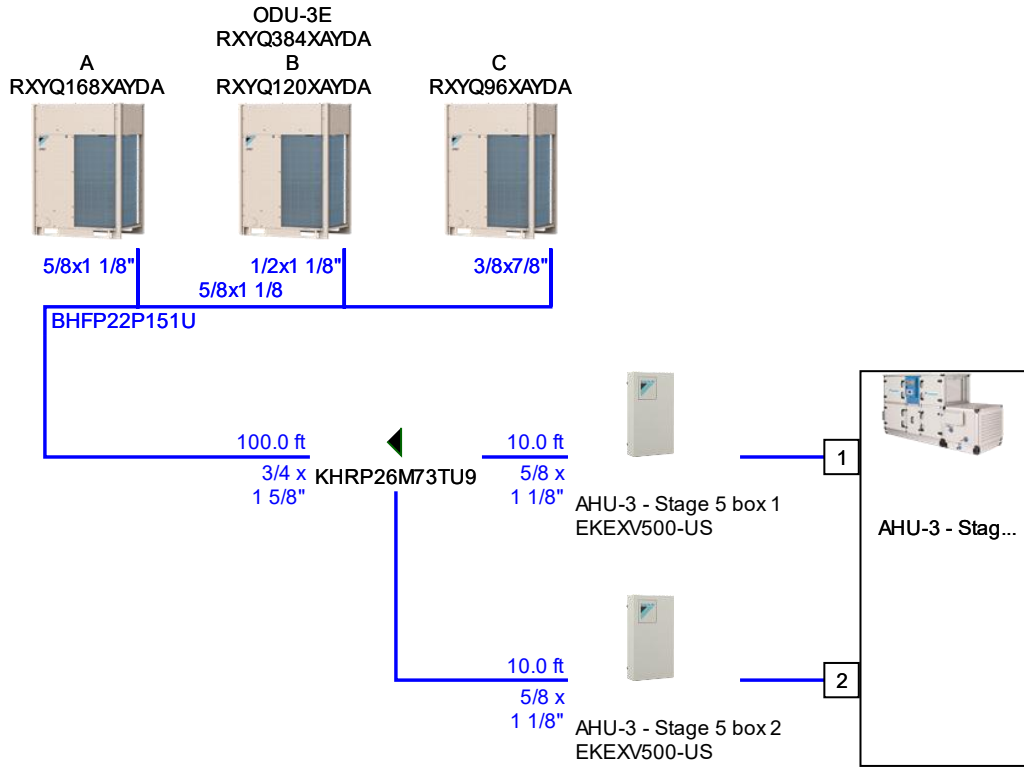 ODU-3E
RXYQ384XAYDA
A
B
C
RXYQ168XAYDA
RXYQ120XAYDA
RXYQ96XAYDA
5/8x1 1/8"
1/2x1 1/8"
3/8x7/8"
5/8x1 1/8
BHFP22P151U
100.0 ft
3/4 x
1 5/8"
KHRP26M73TU9
10.0 ft
5/8 x
1 1/8"
AHU-3 - Stage 5 box 1
EKEXV500-US
1
AHU-3 - Stag...
10.0 ft
5/8 x
1 1/8"
AHU-3 - Stage 5 box 2
EKEXV500-US
2